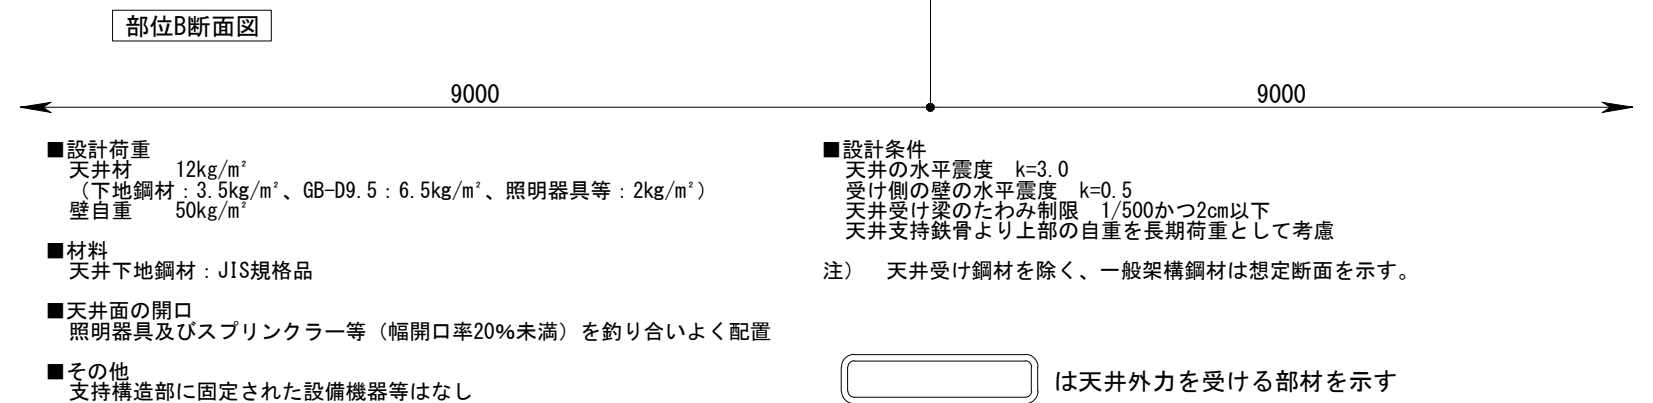 部位B断面図
9000
9000
■設計荷重
天井材 12kg/㎡
（下地鋼材：3.5kg/㎡、GB-D9.5：6.5kg/㎡、照明器具等：2kg/㎡）
壁自重 50kg/㎡
■材料
天井下地鋼材：JIS規格品
■天井面の開口
照明器具及びスプリンクラー等（幅開口率20%未満）を釣り合いよく配置
■その他
支持構造部に固定された設備機器等はなし
■設計条件
天井の水平震度 k=3.0
受け側の壁の水平震度 k=0.5
天井受け梁のたわみ制限 1/500かつ2cm以下
天井支持鉄骨より上部の自重を長期荷重として考慮
注） 天井受け鋼材を除く、一般架構鋼材は想定断面を示す。
は天井外力を受ける部材を示す